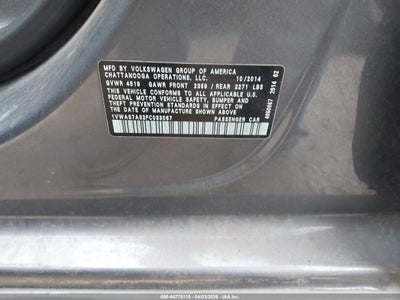 MFD BY VOLKSWAGEN GROUP OF AMERICA
CHATTANOOGA OPERATIONS, LLC. 10/2014
GVWR 4519 GAWR FRONT 2359 / REAR 2271 LBS
THIS VEHICLE CONFORMS TO ALL APPLICABLE U.S.
FEDERAL MOTOR VEHICLE SAFETY, BUMPER AND
THEFT PREVENTION STANDARDS IN EFFECT ON THE
DATE OF MANUFACTURE SHOWN ABOVE.
1VWAS7A33FC033087 PASSENGER CAR